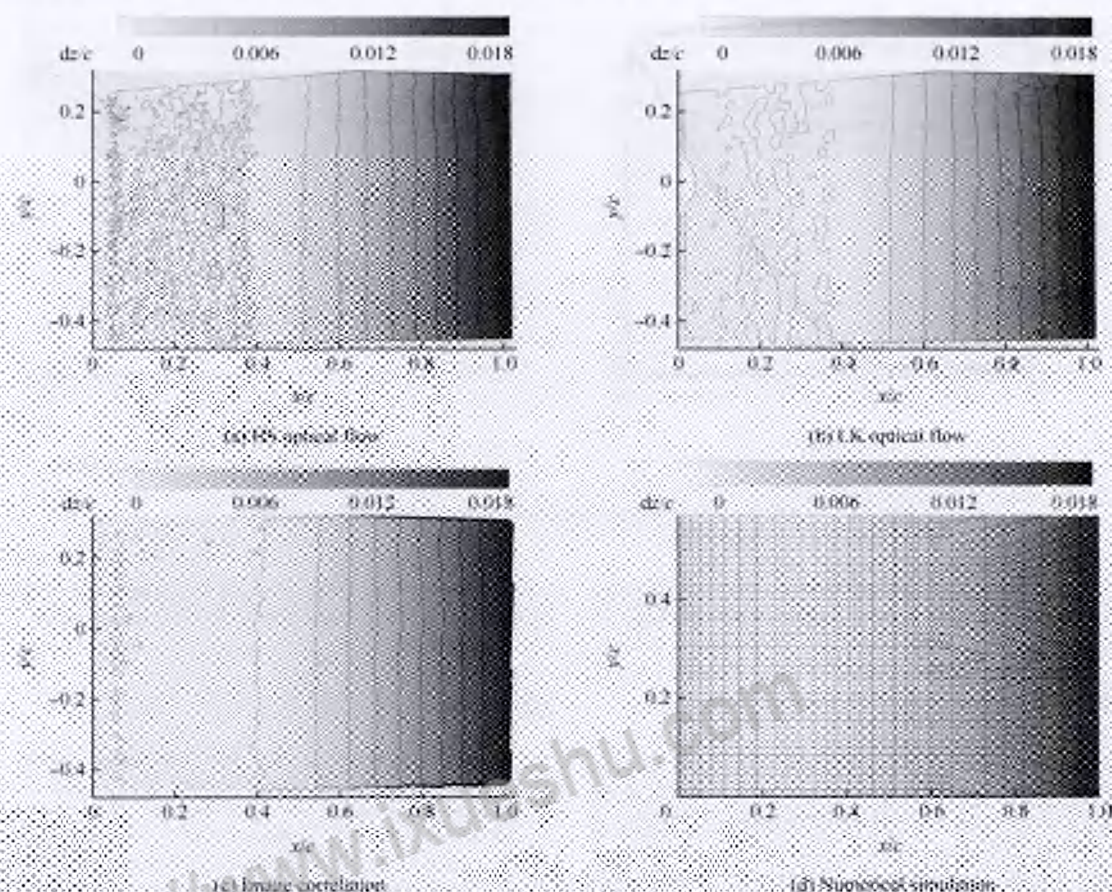 dz/c 0 0.006 0.012 0.018
0.2
0
-0.2
-0.4
y/c
0 0.2 0.4 0.6 0.8 1.0
x/c
(a) HS optical flow
dz/c 0 0.006 0.012 0.018
0.2
0
-0.2
-0.4
y/c
0 0.2 0.4 0.6 0.8 1.0
x/c
(b) LK optical flow
dz/c 0 0.006 0.012 0.018
0.2
0
-0.2
-0.4
y/c
0 0.2 0.4 0.6 0.8 1.0
x/c
(c) Image correlation
dz/c 0 0.006 0.012 0.018
0.4
0.2
y/c
0 0.2 0.4 0.6 0.8 1.0
x/c
(d) Numerical simulation
www.ixueshu.com